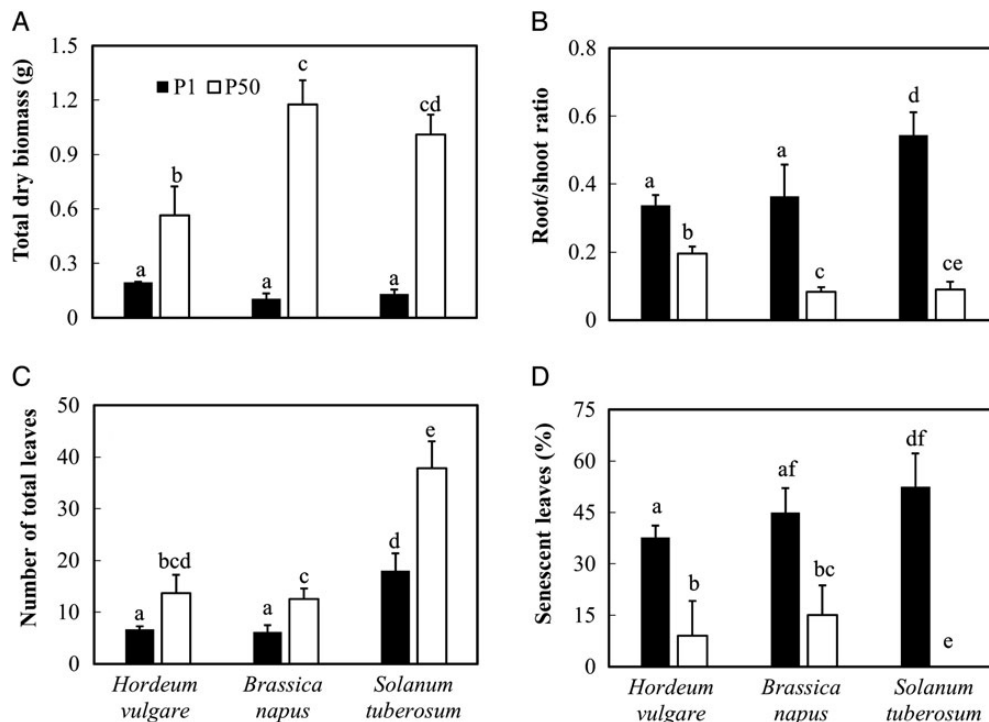 A
Total dry biomass (g)
1.5
1.2
0.9
0.6
0.3
0
P1 P50
a b a c a cd
B
Root/shoot ratio
0.8
0.6
0.4
0.2
0
a b a c d ce
C
Number of total leaves
50
40
30
20
10
0
a bcd a c d e
Hordeum
vulgare
Brassica
napus
Solanum
tuberosum
D
Senescent leaves (%)
75
60
45
30
15
0
a b af bc df e
Hordeum
vulgare
Brassica
napus
Solanum
tuberosum